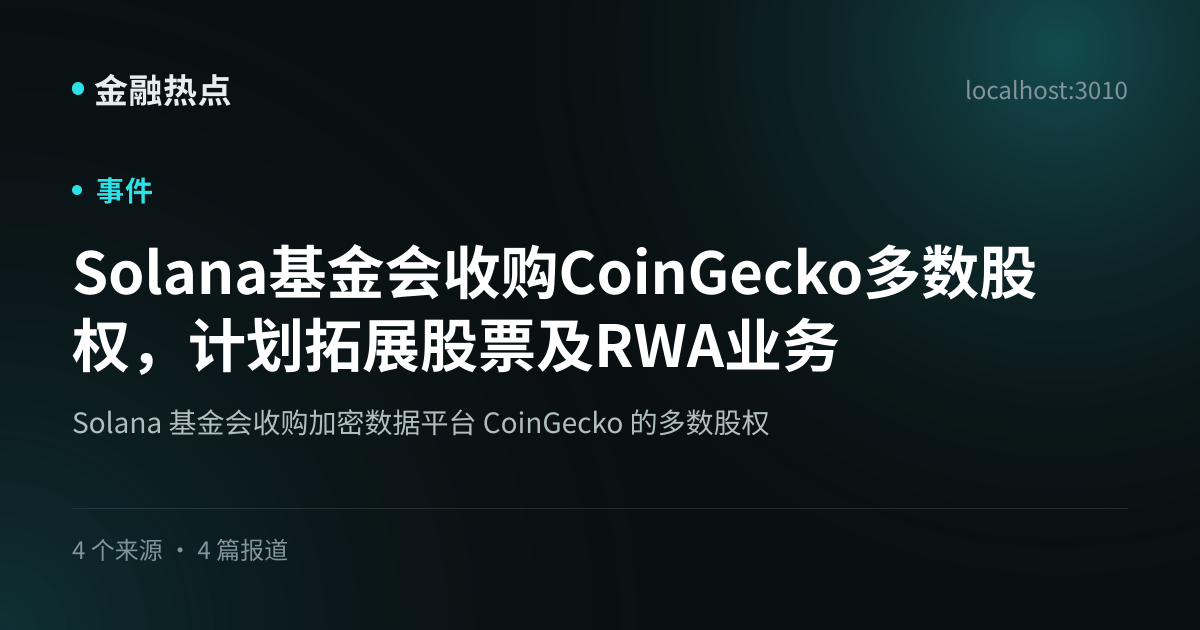 金融热点
localhost:3010
事件
Solana基金会收购CoinGecko多数股
权，计划拓展股票及RWA业务
Solana 基金会收购加密数据平台 CoinGecko 的多数股权
4 个来源 · 4 篇报道